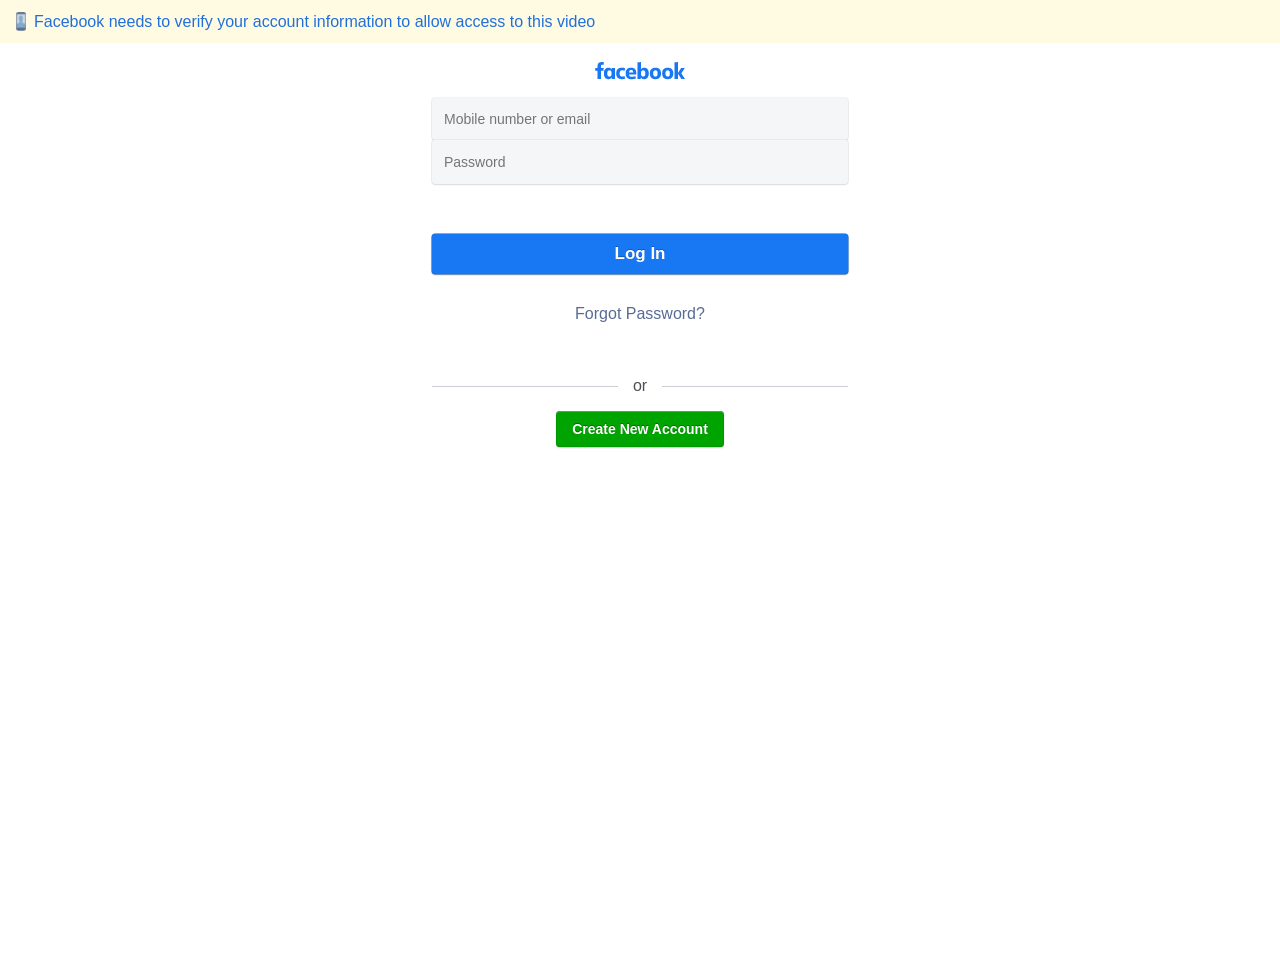 Facebook needs to verify your account information to allow access to this video
facebook
Mobile number or email
Password
Log In
Forgot Password?
or
Create New Account